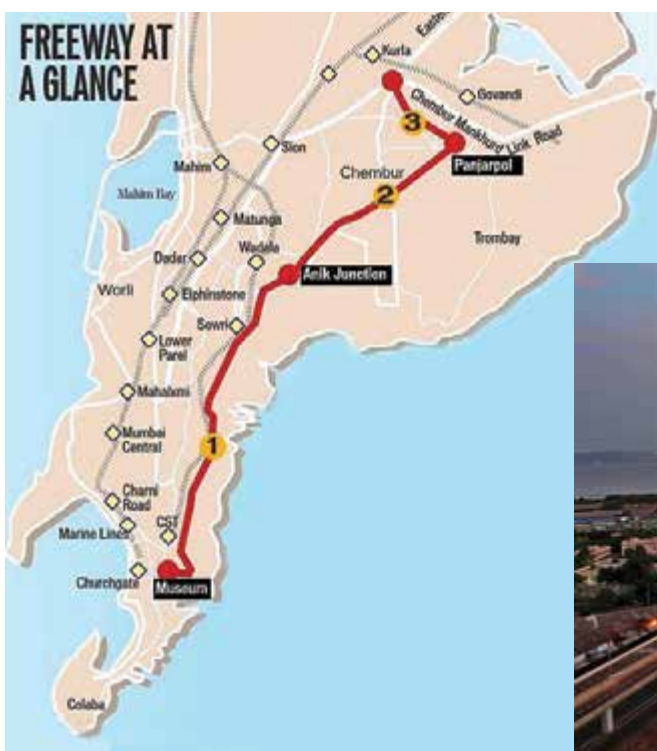 FREEWAY AT
A GLANCE
Eastern
Kurla
Govandi
Chembur Mankhurd Link Road
3
Panjarpol
Sion
Mahim
Mahim Bay
Chembur
2
Matunga
Trombay
Wadala
Dadar
Anik Junction
Worli
Elphinstone
Sewri
Lower
Parel
Mahalxmi
Mumbai
Central
1
Charni
Road
CST
Marine Lines
Churchgate
Museum
Colaba